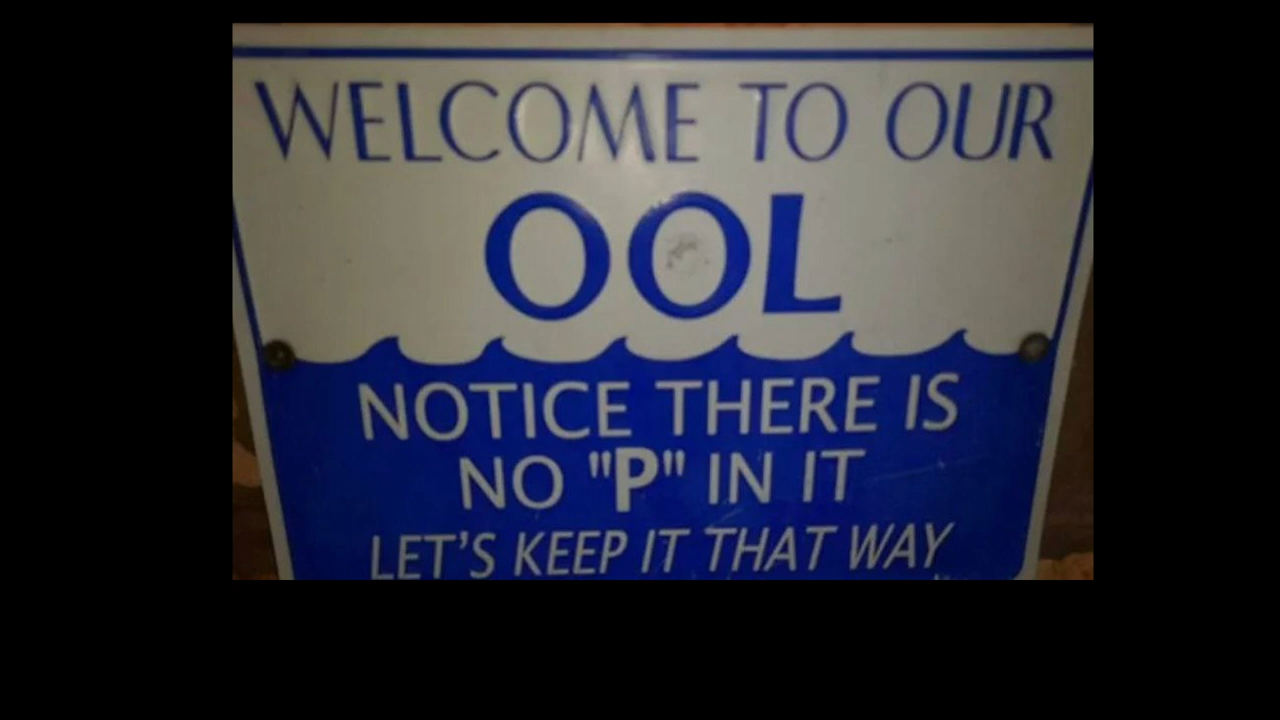 WELCOME TO OUR
OOL
NOTICE THERE IS
NO "P" IN IT
LET'S KEEP IT THAT WAY